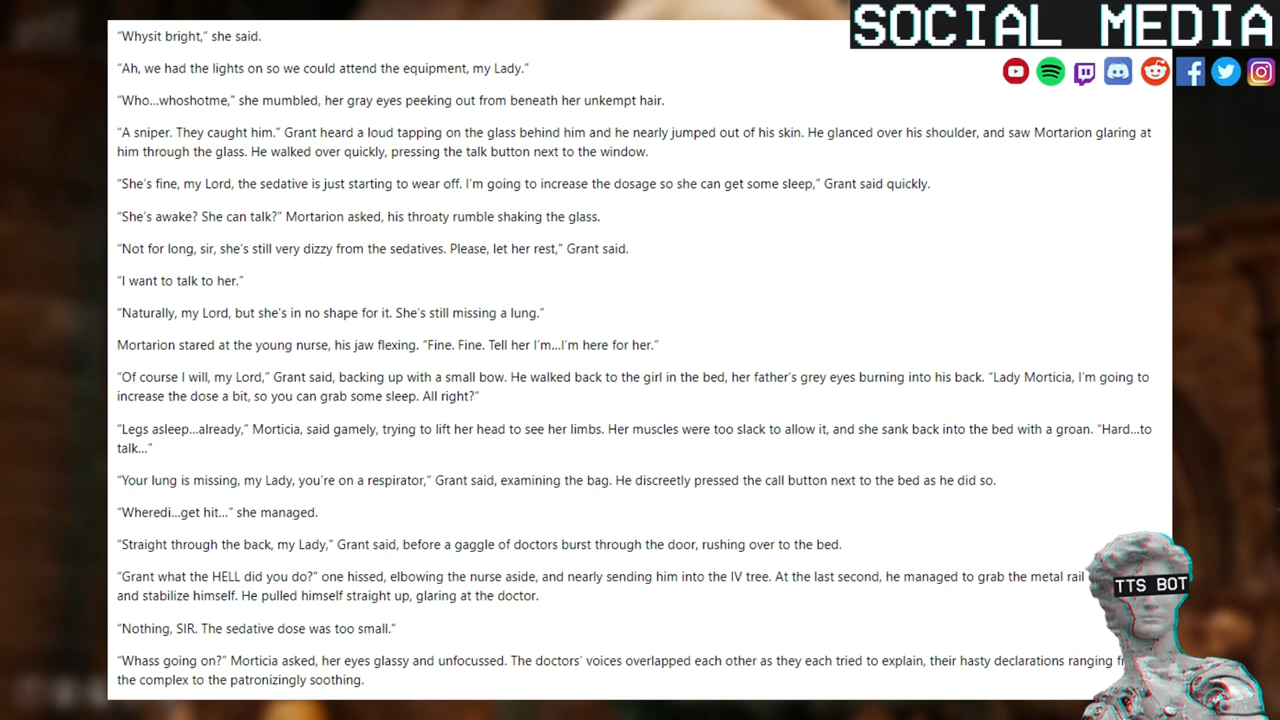 SOCIAL MEDIA
“Whysit bright,” she said.
“Ah, we had the lights on so we could attend the equipment, my Lady.”
“Who...whoshotme,” she mumbled, her gray eyes peeking out from beneath her unkempt hair.
“A sniper. They caught him.” Grant heard a loud tapping on the glass behind him and he nearly jumped out of his skin. He glanced over his shoulder, and saw Mortarion glaring at
him through the glass. He walked over quickly, pressing the talk button next to the window.
“She’s fine, my Lord, the sedative is just starting to wear off. I’m going to increase the dosage so she can get some sleep,” Grant said quickly.
“She’s awake? She can talk?” Mortarion asked, his throaty rumble shaking the glass.
“Not for long, sir, she’s still very dizzy from the sedatives. Please, let her rest,” Grant said.
“I want to talk to her.”
“Naturally, my Lord, but she’s in no shape for it. She’s still missing a lung.”
Mortarion stared at the young nurse, his jaw flexing. “Fine. Fine. Tell her I’m...I’m here for her.”
“Of course I will, my Lord,” Grant said, backing up with a small bow. He walked back to the girl in the bed, her father’s grey eyes burning into his back. “Lady Morticia, I’m going to
increase the dose a bit, so you can grab some sleep. All right?”
“Legs asleep...already,” Morticia, said gamely, trying to lift her head to see her limbs. Her muscles were too slack to allow it, and she sank back into the bed with a groan. “Hard...to
talk...”
“Your lung is missing, my Lady, you’re on a respirator,” Grant said, examining the bag. He discreetly pressed the call button next to the bed as he did so.
“Wheredi...get hit...” she managed.
“Straight through the back, my Lady,” Grant said, before a gaggle of doctors burst through the door, rushing over to the bed.
“Grant what the HELL did you do?” one hissed, elbowing the nurse aside, and nearly sending him into the IV tree. At the last second, he managed to grab the metal rail
and stabilize himself. He pulled himself straight up, glaring at the doctor.
“Nothing, SIR. The sedative dose was too small.”
“Whass going on?” Morticia asked, her eyes glassy and unfocused. The doctors’ voices overlapped each other as they each tried to explain, their hasty declarations ranging
the complex to the patronizingly soothing.
TTS BOT